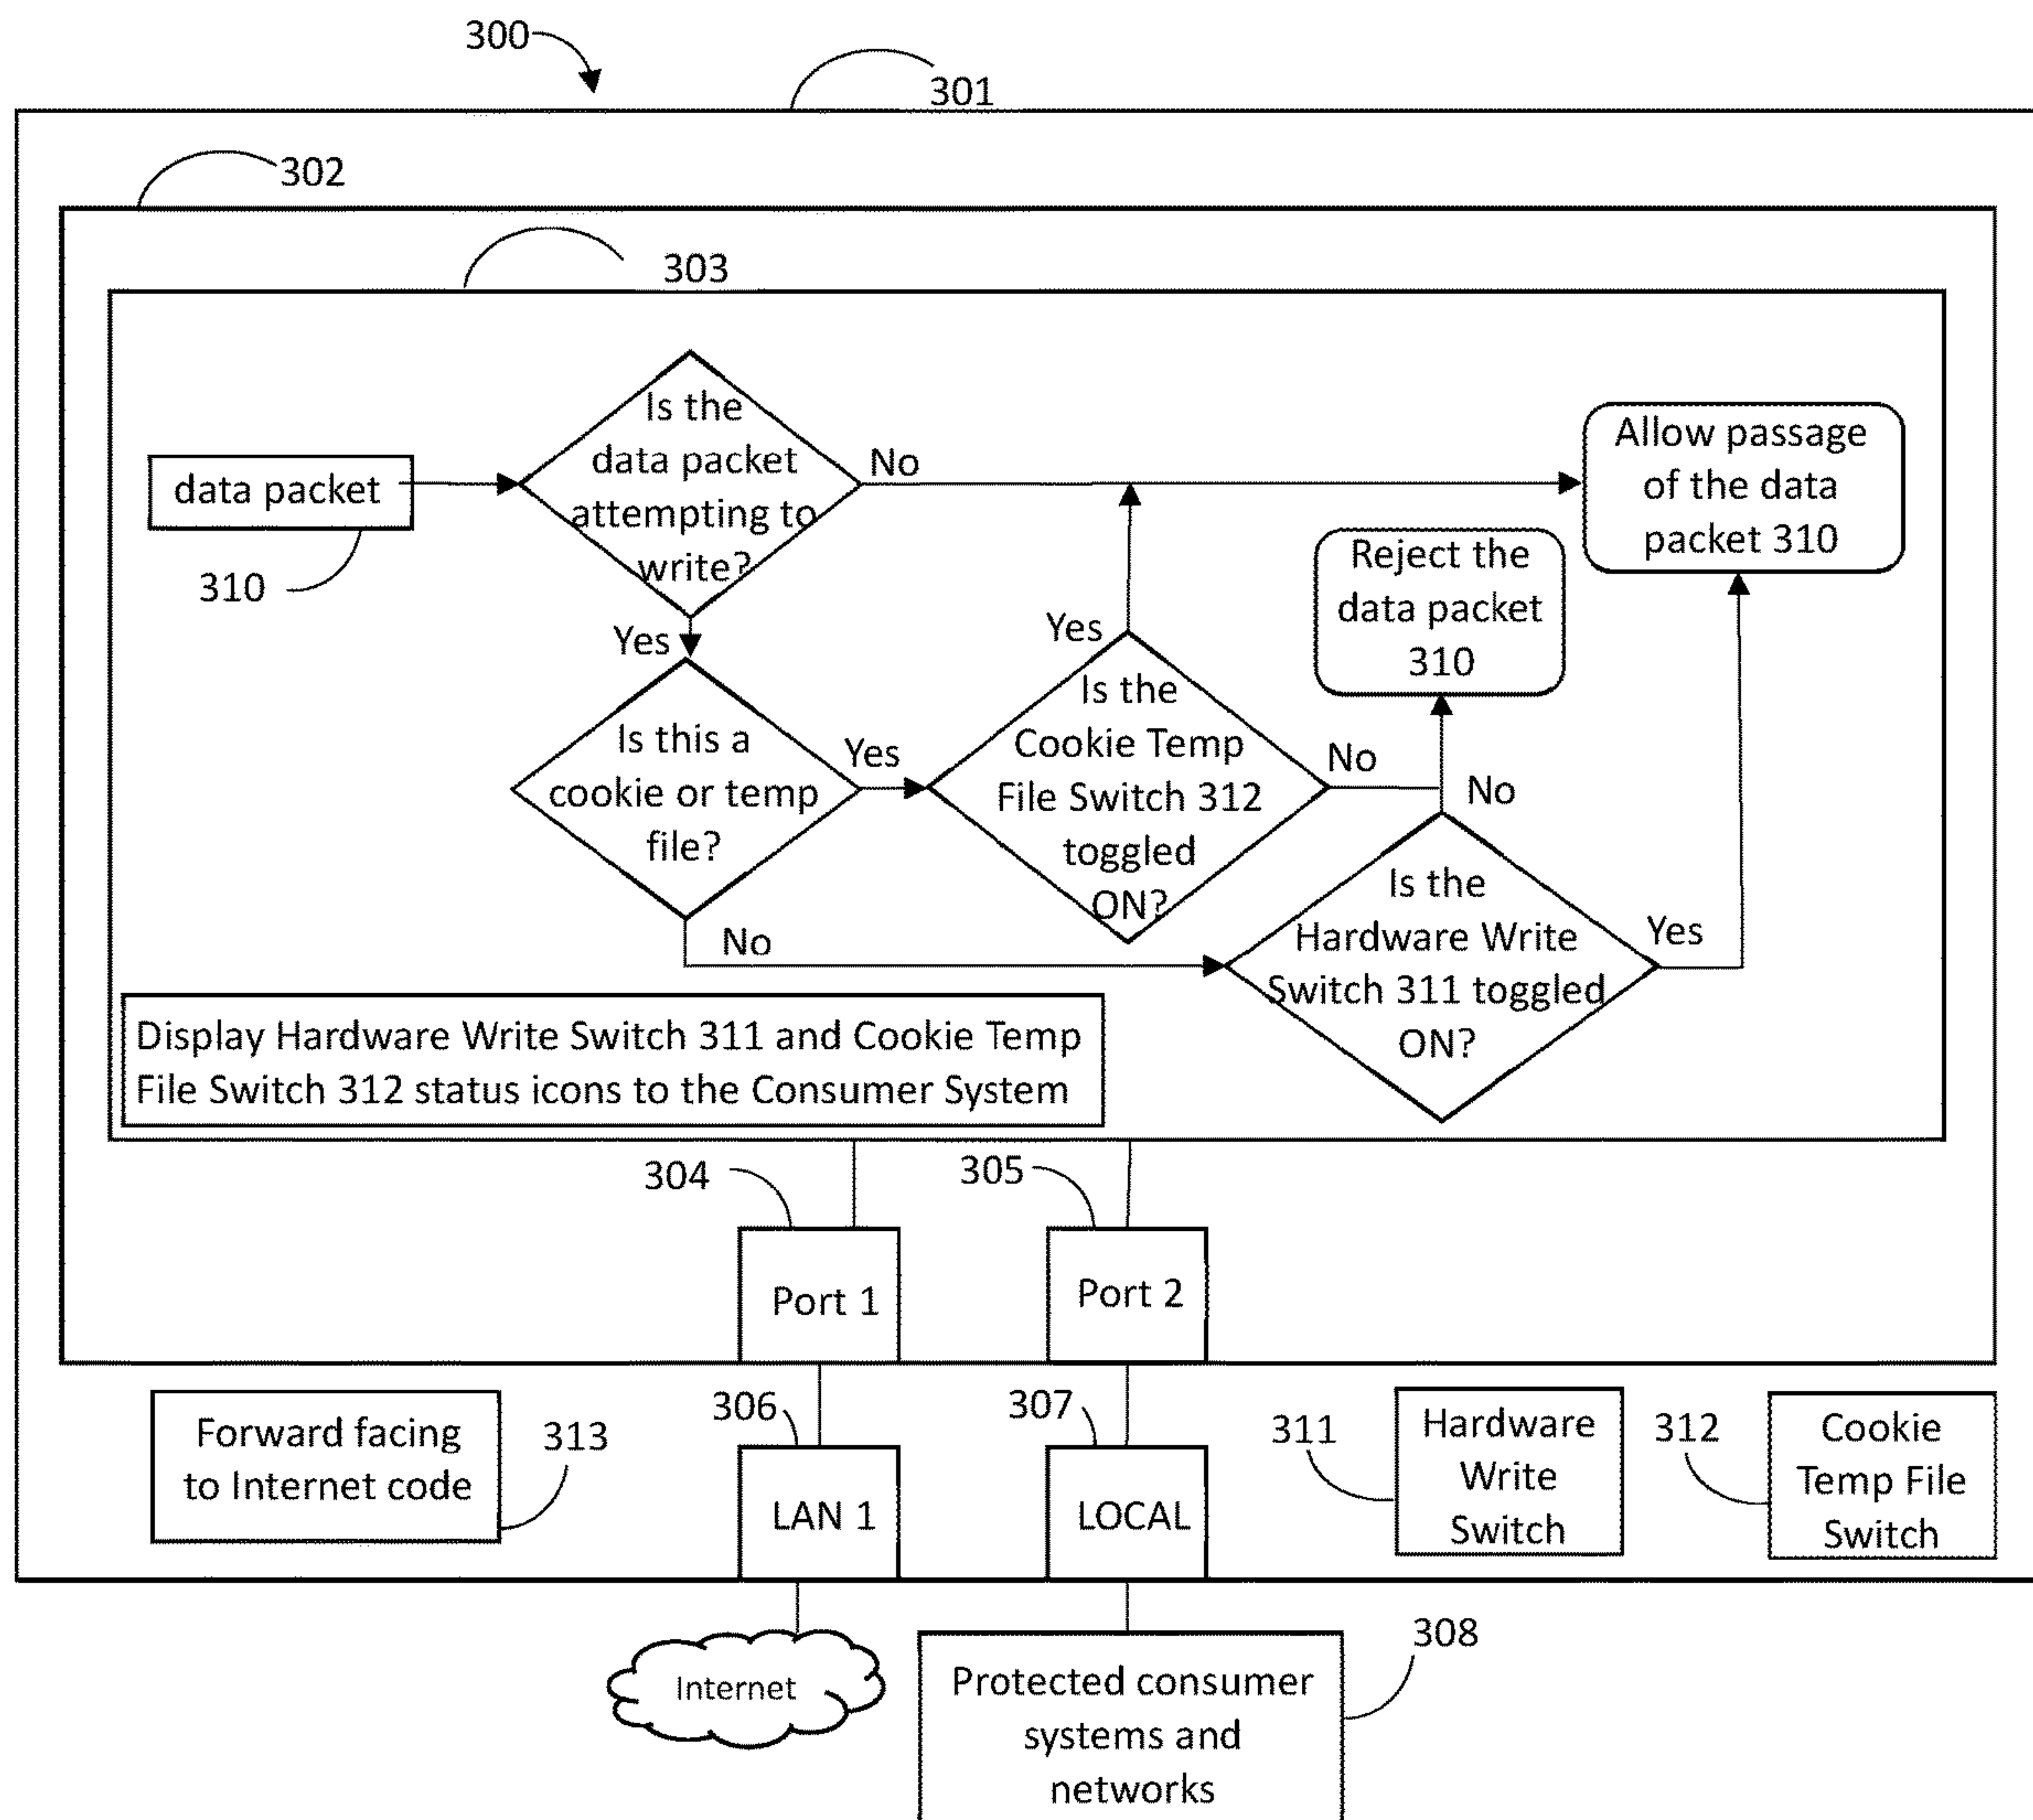 300
301
302
303
Is the
data packet
attempting to
write?
data packet
310
No
Allow passage
of the data
packet 310
Reject the
data packet
310
Yes
Yes
Is this a
cookie or temp
file?
Yes
Is the
Cookie Temp
File Switch 312
toggled
ON?
No
No
No
Is the
Hardware Write
Switch 311 toggled
ON?
Yes
Display Hardware Write Switch 311 and Cookie Temp
File Switch 312 status icons to the Consumer System
304
305
Port 1
Port 2
Forward facing
to Internet code
313
306
307
LAN 1
LOCAL
311
Hardware
Write
Switch
312
Cookie
Temp File
Switch
Internet
Protected consumer
systems and
networks
308